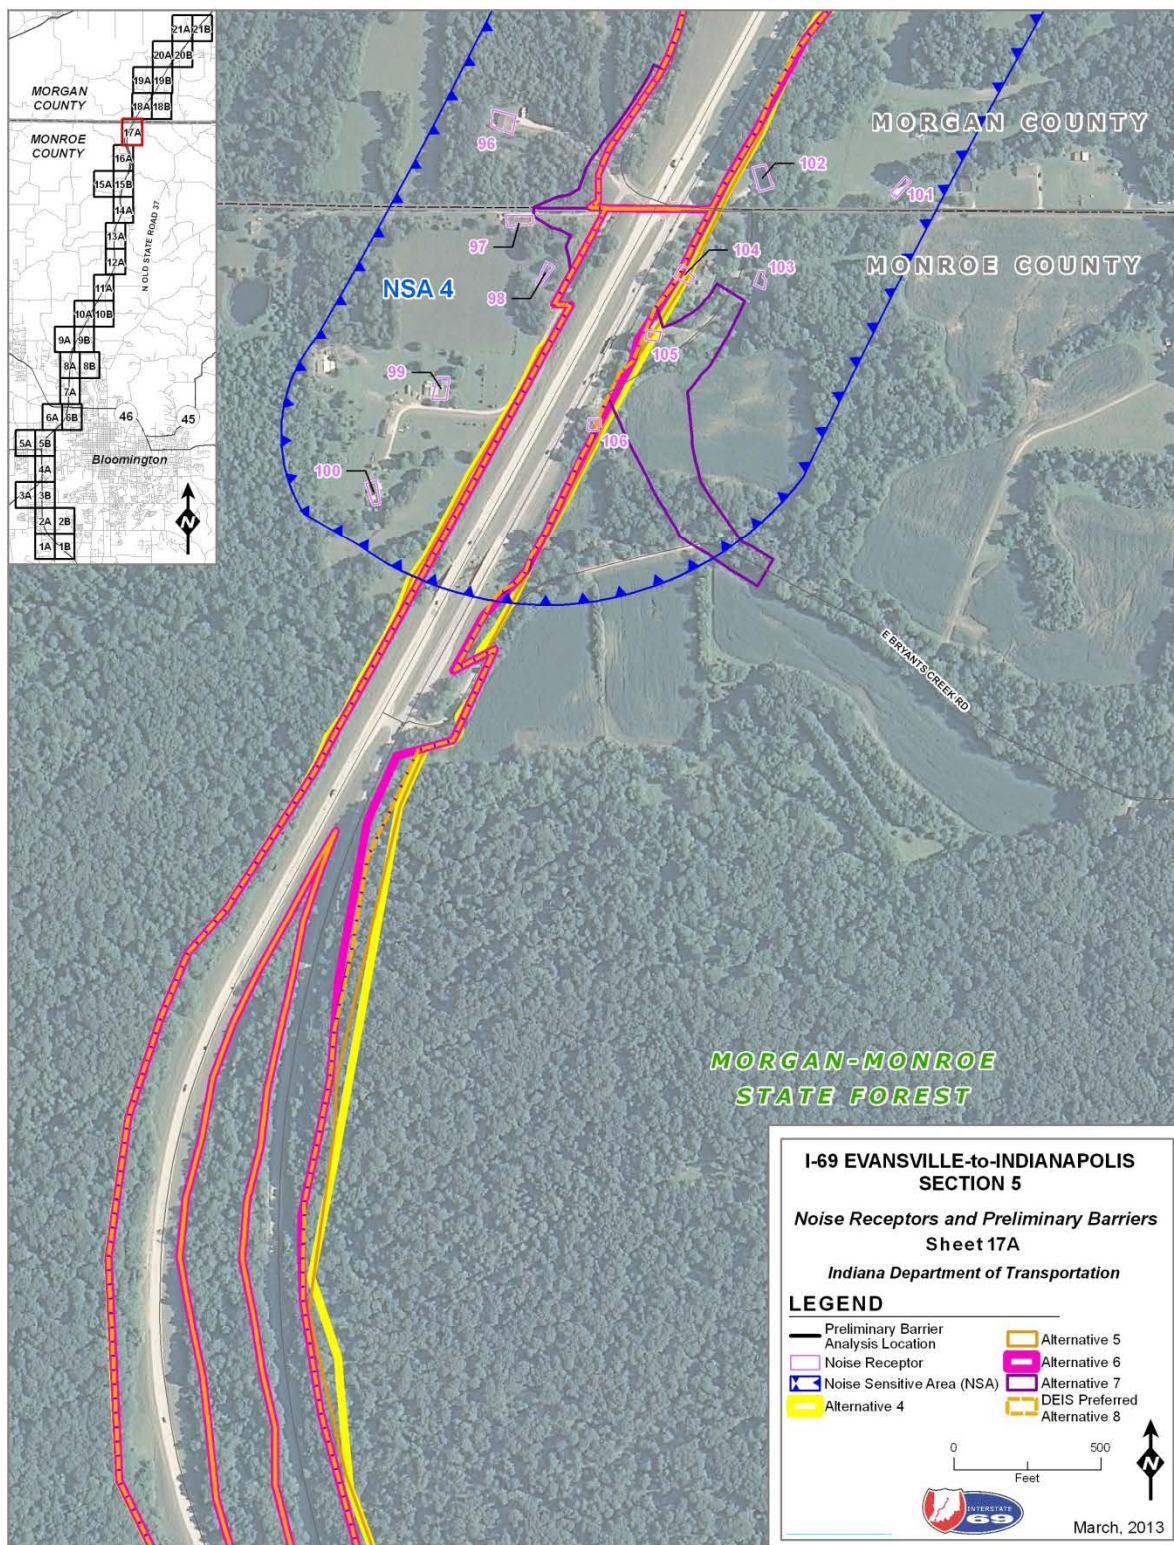 21A 21B
20A 20B
19A 19B
MORGAN
COUNTY
18A 18B
17A
MONROE
COUNTY
16A
15A 15B
14A
13A
12A
N OLD STATE ROAD 37
11A
10A 10B
9A 9B
8A 8B
7A
6A 6B
46
45
5A 5B
Bloomington
4A
3A 3B
2A 2B
1A 1B
N
96
MORGAN COUNTY
102
101
97
104
103
MONROE COUNTY
98
NSA 4
105
99
106
100
E BRYANTS CREEK RD
MORGAN-MONROE
STATE FOREST
I-69 EVANSVILLE-to-INDIANAPOLIS
SECTION 5
Noise Receptors and Preliminary Barriers
Sheet 17A
Indiana Department of Transportation
LEGEND
Preliminary Barrier
Analysis Location
Noise Receptor
Noise Sensitive Area (NSA)
Alternative 4
Alternative 5
Alternative 6
Alternative 7
DEIS Preferred
Alternative 8
0 500
Feet
N
INTERSTATE
69
March, 2013